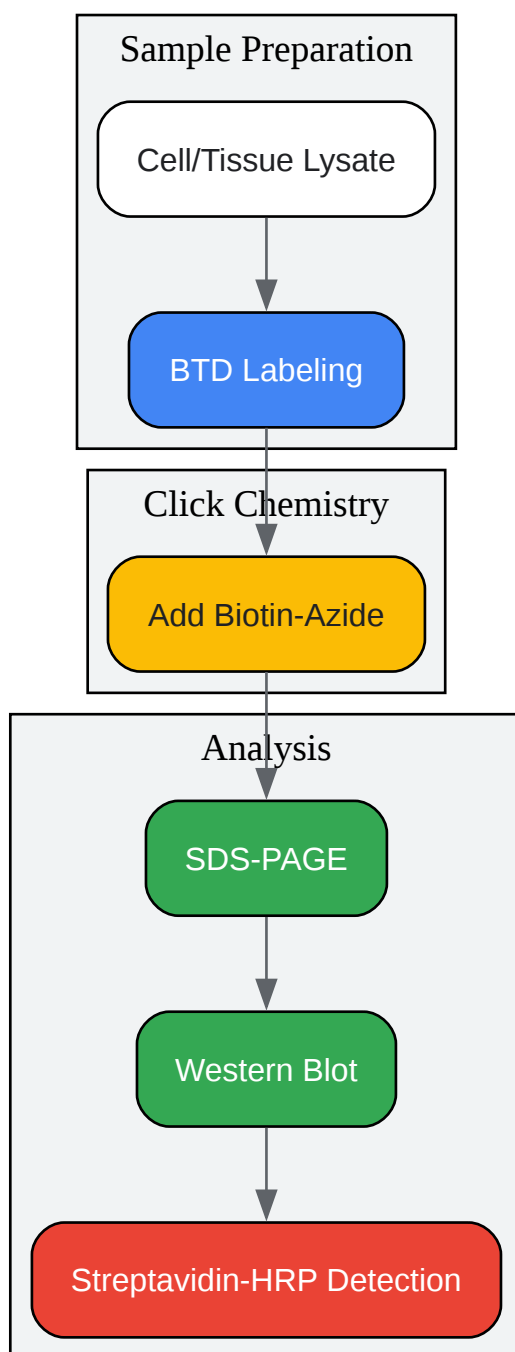 Sample Preparation
Cell/Tissue Lysate
BTD Labeling
Click Chemistry
Add Biotin-Azide
Analysis
SDS-PAGE
Western Blot
Streptavidin-HRP Detection